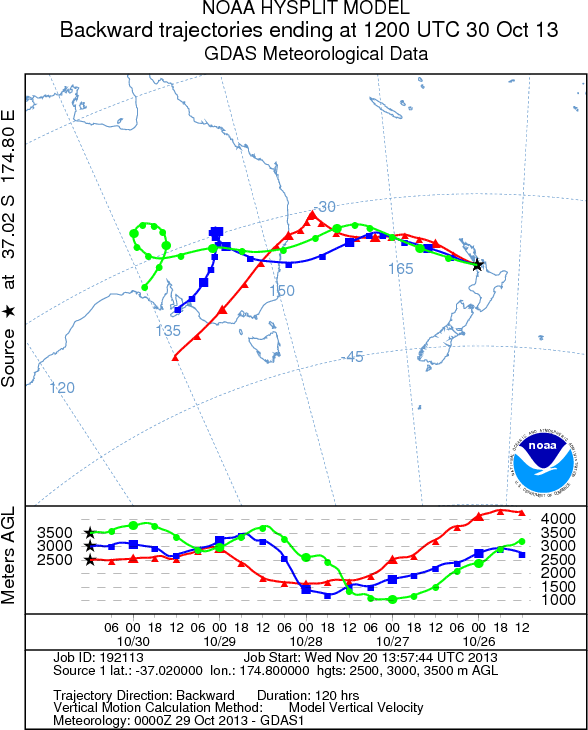 NOAA HYSPLIT MODEL
Backward trajectories ending at 1200 UTC 30 Oct 13
GDAS Meteorological Data
Source ★ at 37.02 S 174.80 E
-30
165
150
135
-45
120
noaa
Meters AGL
3500
3000
2500
4000
3500
3000
2500
2000
1500
1000
06 00 18 12 06 00 18 12 06 00 18 12 06 00 18 12 06 00 12
10/30 10/29 10/28 10/27 10/26
Job ID: 192113 Job Start: Wed Nov 20 13:57:44 UTC 2013
Source 1 lat.: -37.020000 lon.: 174.800000 hgts: 2500, 3000, 3500 m AGL
Trajectory Direction: Backward Duration: 120 hrs
Vertical Motion Calculation Method: Model Vertical Velocity
Meteorology: 0000Z 29 Oct 2013 - GDAS1